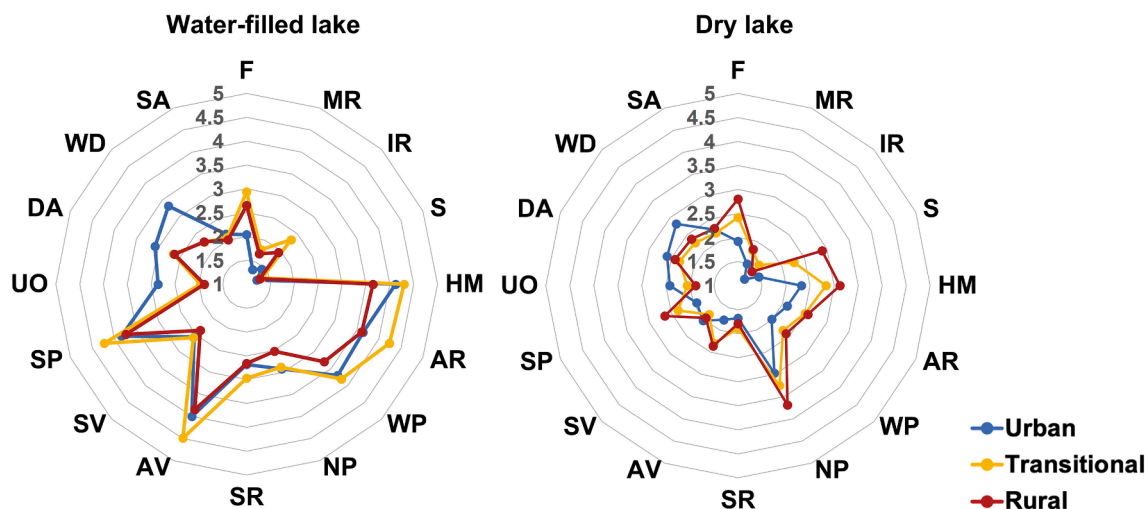 Water-filled lake
F
MR
IR
S
HM
AR
WP
NP
SR
AV
SV
SP
UO
DA
WD
SA
5
4.5
4
3.5
3
2.5
2
1.5
1
Dry lake
F
MR
IR
S
HM
AR
WP
NP
SR
AV
SV
SP
UO
DA
WD
SA
5
4.5
4
3.5
3
2.5
2
1.5
1
Urban
Transitional
Rural